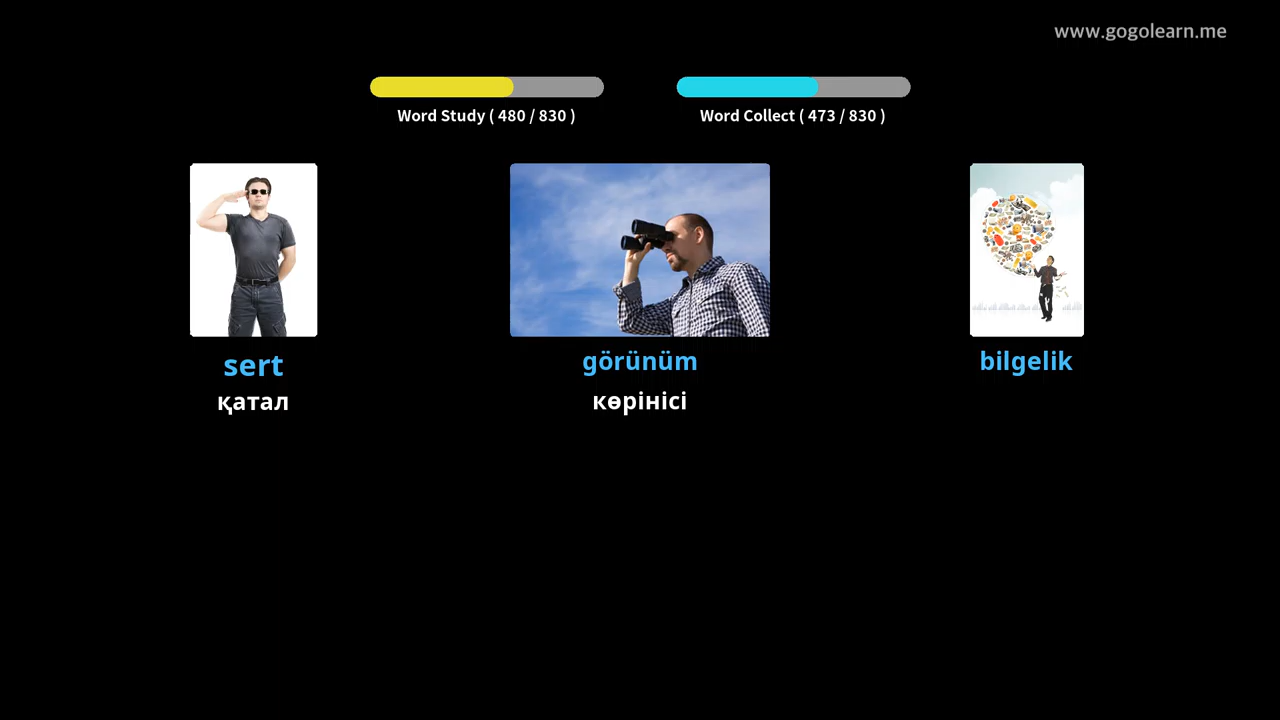 www.gogolearn.me
Word Study ( 480 / 830 )
Word Collect ( 473 / 830 )
sert
қатал
görünüm
көрінісі
bilgelik